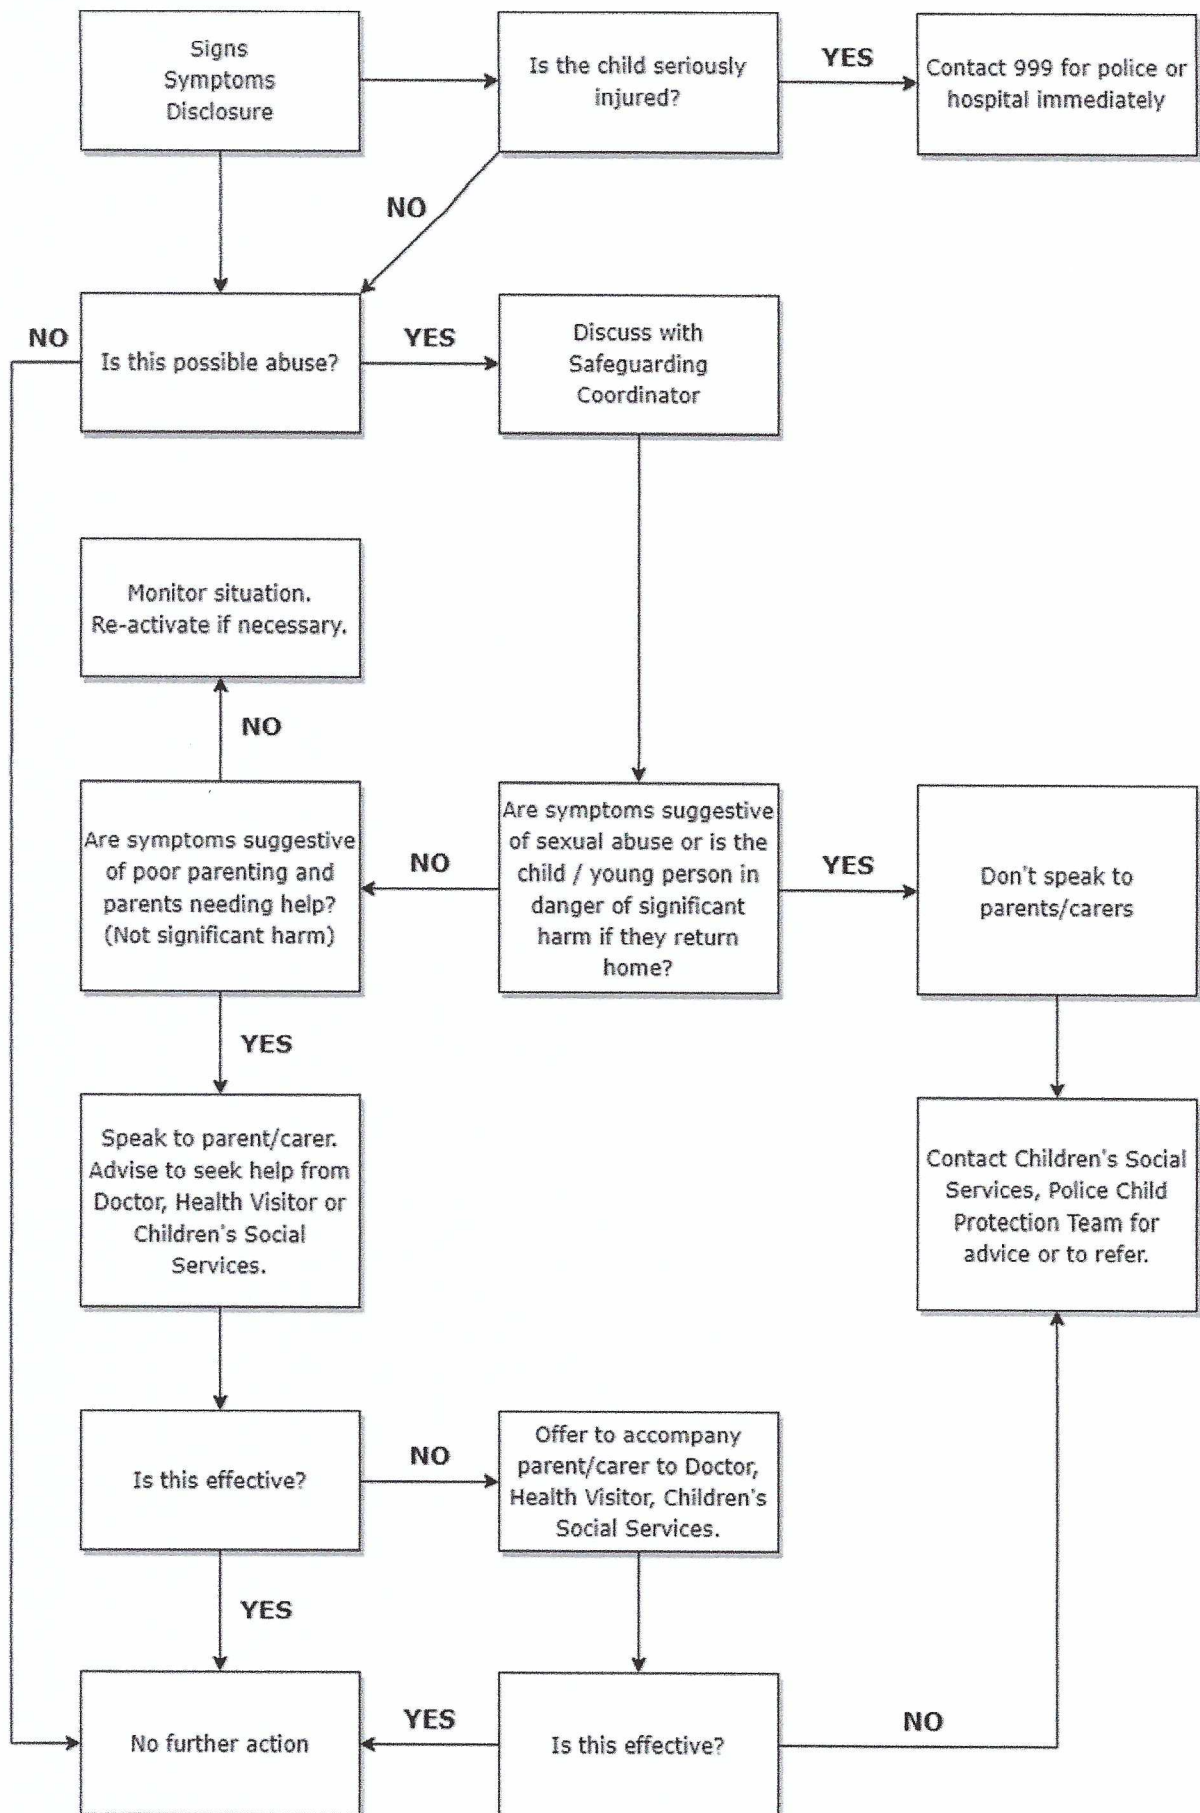 Signs
Symptoms
Disclosure
Is the child seriously
injured?
YES
Contact 999 for police or
hospital immediately
NO
NO
Is this possible abuse?
YES
Discuss with
Safeguarding
Coordinator
Monitor situation.
Re-activate if necessary.
NO
Are symptoms suggestive
of poor parenting and
parents needing help?
(Not significant harm)
NO
Are symptoms suggestive
of sexual abuse or is the
child / young person in
danger of significant
harm if they return
home?
YES
Don't speak to
parents/carers
YES
Speak to parent/carer.
Advise to seek help from
Doctor, Health Visitor or
Children's Social
Services.
Contact Children's Social
Services, Police Child
Protection Team for
advice or to refer.
Is this effective?
NO
Offer to accompany
parent/carer to Doctor,
Health Visitor, Children's
Social Services.
YES
No further action
YES
Is this effective?
NO